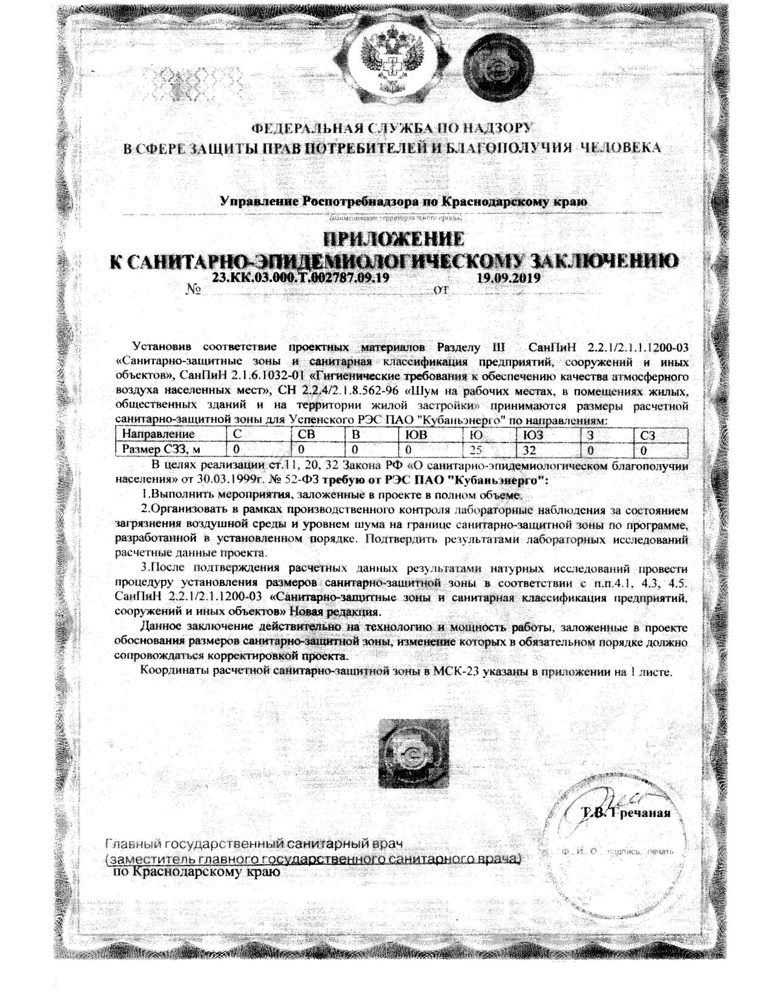 ФЕДЕРАЛЬНАЯ СЛУЖБА ПО НАДЗОРУ
В СФЕРЕ ЗАЩИТЫ ПРАВ ПОТРЕБИТЕЛЕЙ И БЛАГОПОЛУЧИЯ ЧЕЛОВЕКА
Управление Роспотребнадзора по Краснодарскому краю
(наименование территориального органа)
ПРИЛОЖЕНИЕ
К САНИТАРНО-ЭПИДЕМИОЛОГИЧЕСКОМУ ЗАКЛЮЧЕНИЮ
№ 23.КК.03.000.Т.002787.09.19 от 19.09.2019
Установив соответствие проектных материалов Разделу III СанПиН 2.2.1/2.1.1.1200-03
«Санитарно-защитные зоны и санитарная классификация предприятий, сооружений и иных
объектов», СанПиН 2.1.6.1032-01 «Гигиенические требования к обеспечению качества атмосферного
воздуха населенных мест», СН 2.2.4/2.1.8.562-96 «Шум на рабочих местах, в помещениях жилых,
общественных зданий и на территории жилой застройки» принимаются размеры расчетной
санитарно-защитной зоны для Успенского РЭС ПАО "Кубаньэнерго" по направлениям:
Направление С СВ В ЮВ Ю ЮЗ З СЗ
Размер СЗЗ, м 0 0 0 0 25 32 0 0
В целях реализации ст.11, 20, 32 Закона РФ «О санитарно-эпидемиологическом благополучии
населения» от 30.03.1999г. № 52-ФЗ требую от РЭС ПАО "Кубаньэнерго":
1.Выполнить мероприятия, заложенные в проекте в полном объеме.
2.Организовать в рамках производственного контроля лабораторные наблюдения за состоянием
загрязнения воздушной среды и уровнем шума на границе санитарно-защитной зоны по программе,
разработанной в установленном порядке. Подтвердить результатами лабораторных исследований
расчетные данные проекта.
3.После подтверждения расчетных данных результатами натурных исследований провести
процедуру установления размеров санитарно-защитной зоны в соответствии с п.п.4.1, 4.3, 4.5.
СанПиН 2.2.1/2.1.1.1200-03 «Санитарно-защитные зоны и санитарная классификация предприятий,
сооружений и иных объектов» Новая редакция.
Данное заключение действительно на технологию и мощность работы, заложенные в проекте
обоснования размеров санитарно-защитной зоны, изменение которых в обязательном порядке должно
сопровождаться корректировкой проекта.
Координаты расчетной санитарно-защитной зоны в МСК-23 указаны в приложении на 1 листе.
Т.В. Гречаная
Главный государственный санитарный врач
(заместитель главного государственного санитарного врача)
Ф. И. О., подпись, печать
по Краснодарскому краю